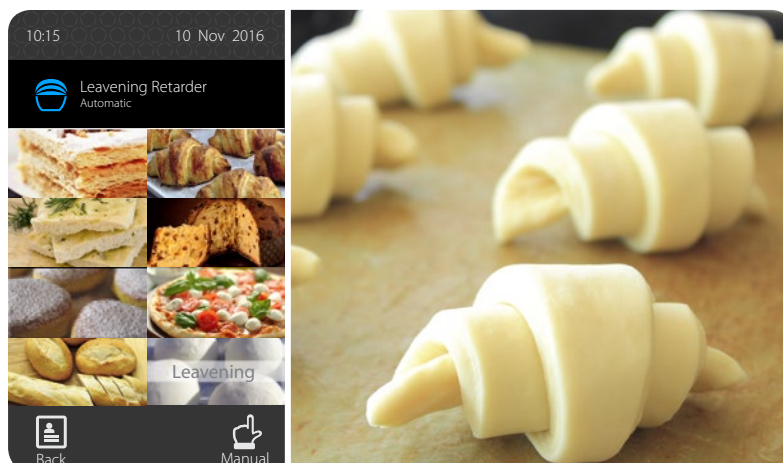 10:15 10 Nov 2016
Leavening Retarder
Automatic
Leavening
Back Manual